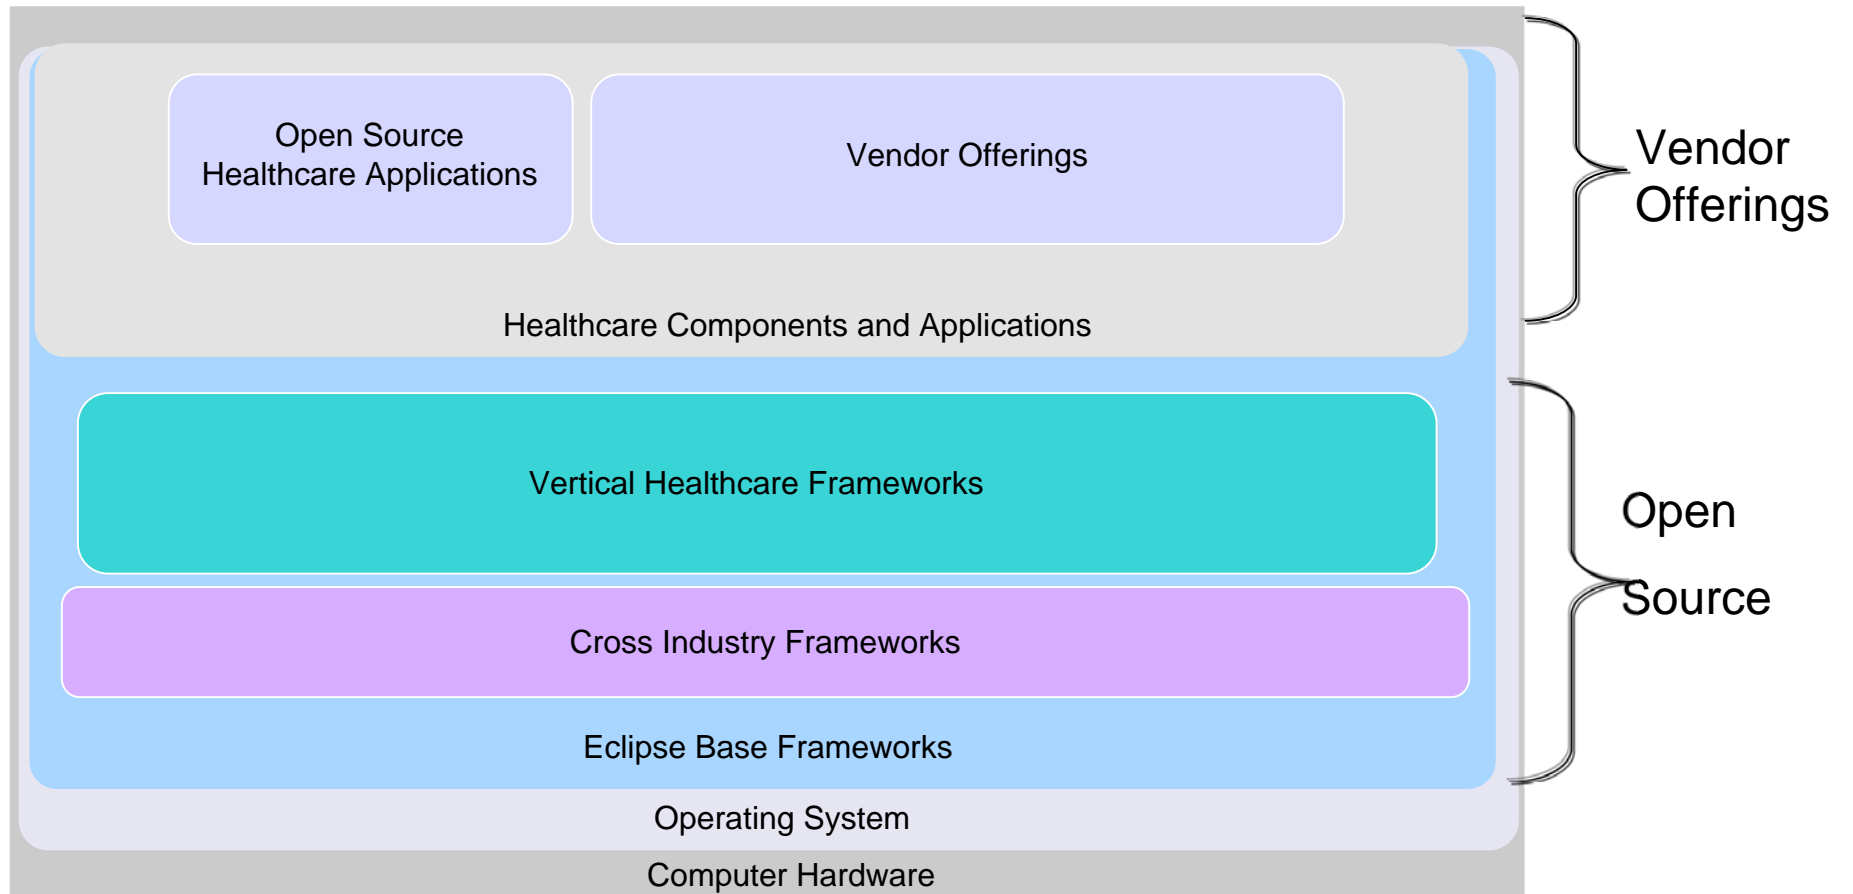 Open Source
Healthcare Applications
Vendor Offerings
Healthcare Components and Applications
Vendor
Offerings
Vertical Healthcare Frameworks
Cross Industry Frameworks
Eclipse Base Frameworks
Open
Source
Operating System
Computer Hardware